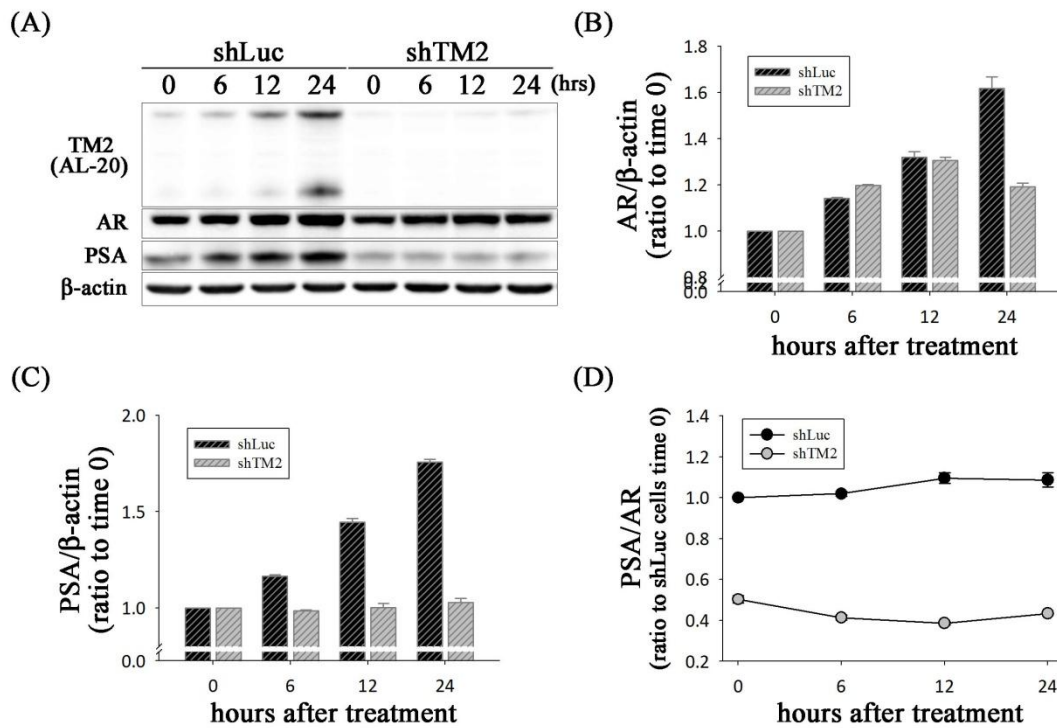 (A)
shLuc shTM2
0 6 12 24 0 6 12 24 (hrs)
TM2
(AL-20)
AR
PSA
β-actin
(B)
AR/β-actin
(ratio to time 0)
1.8
1.6
1.4
1.2
1.0
0.8
0.0
shLuc
shTM2
0 6 12 24
hours after treatment
(C)
PSA/β-actin
(ratio to time 0)
2.0
1.5
1.0
0.0
shLuc
shTM2
0 6 12 24
hours after treatment
(D)
PSA/AR
(ratio to shLuc cells time 0)
1.4
1.2
1.0
0.8
0.6
0.4
0.2
shLuc
shTM2
0 6 12 24
hours after treatment